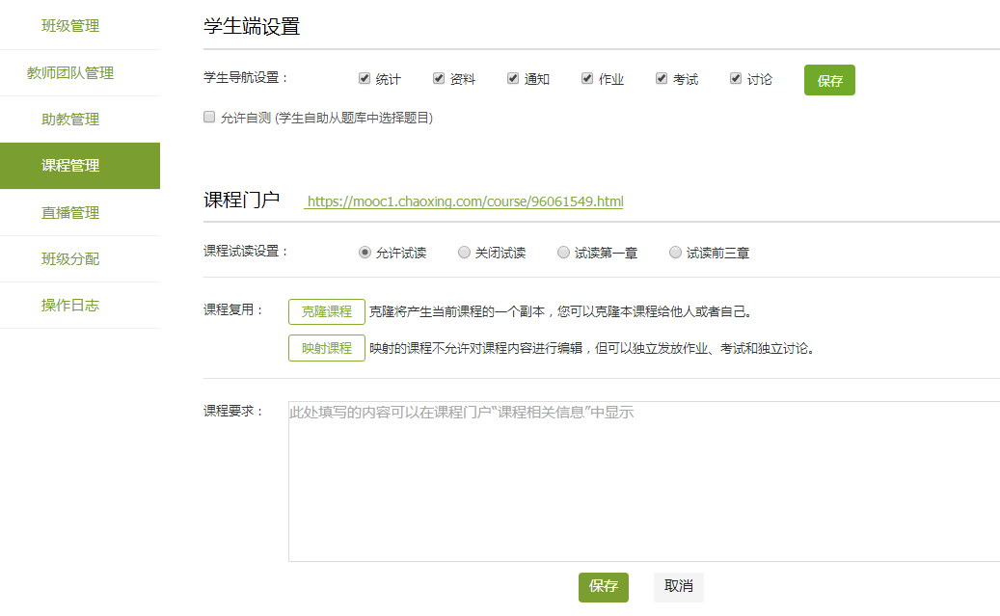 班级管理
教师团队管理
助教管理
课程管理
直播管理
班级分配
操作日志
学生端设置
学生导航设置： 统计 资料 通知 作业 考试 讨论 保存
允许自测 (学生自助从题库中选择题目)
课程门户 https://mooc1.chaoxing.com/course/96061549.html
课程试读设置： 允许试读 关闭试读 试读第一章 试读前三章
课程复用： 克隆课程 克隆将产生当前课程的一个副本，您可以克隆本课程给他人或者自己。
映射课程 映射的课程不允许对课程内容进行编辑，但可以独立发放作业、考试和独立讨论。
课程要求： 此处填写的内容可以在课程门户“课程相关信息”中显示
保存 取消